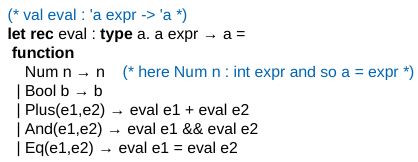 (* val eval : 'a expr -> 'a *)
let rec eval : type a. a expr → a =
function
Num n → n (* here Num n : int expr and so a = expr *)
| Bool b → b
| Plus(e1,e2) → eval e1 + eval e2
| And(e1,e2) → eval e1 && eval e2
| Eq(e1,e2) → eval e1 = eval e2